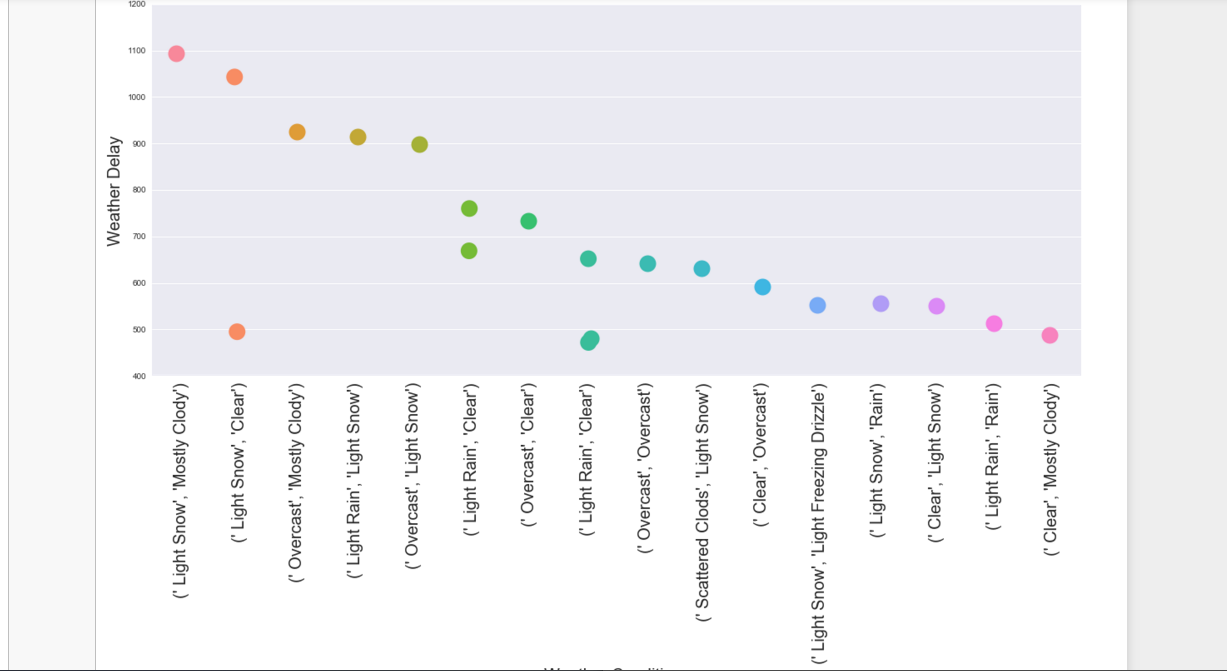 1200
1100
1000
900
800
700
600
500
400
Weather Delay
(' Light Snow', 'Mostly Clody')
(' Light Snow', 'Clear')
(' Overcast', 'Mostly Clody')
(' Light Rain', 'Light Snow')
(' Overcast', 'Light Snow')
(' Light Rain', 'Clear')
(' Overcast', 'Clear')
(' Light Rain', 'Clear')
(' Overcast', 'Overcast')
(' Scattered Clods', 'Light Snow')
(' Clear', 'Overcast')
(' Light Snow', 'Light Freezing Drizzle')
(' Light Snow', 'Rain')
(' Clear', 'Light Snow')
(' Light Rain', 'Rain')
(' Clear', 'Mostly Clody')